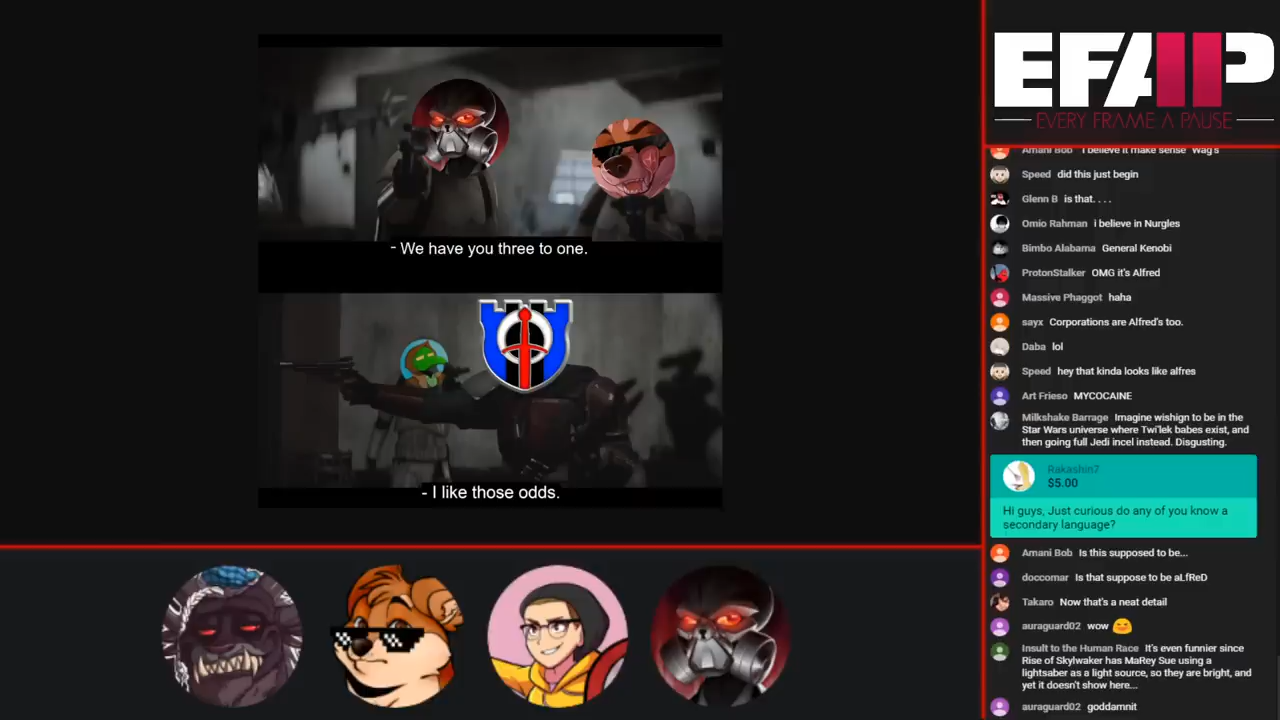 - We have you three to one.
- I like those odds.
EFAP
EVERY FRAME A PAUSE
Amani Bob I believe it make sense Wag's
Speed did this just begin
Glenn B is that. . . .
Omio Rahman i believe in Nurgles
Bimbo Alabama General Kenobi
ProtonStalker OMG it's Alfred
Massive Phaggot haha
sayx Corporations are Alfred's too.
Daba lol
Speed hey that kinda looks like alfres
Art Frieso MYCOCAINE
Milkshake Barrage Imagine wishign to be in the
Star Wars universe where Twi'lek babes exist, and
then going full Jedi incel instead. Disgusting.
Rakashin7
$5.00
Hi guys, Just curious do any of you know a
secondary language?
Amani Bob Is this supposed to be...
doccomar Is that suppose to be aLfReD
Takaro Now that's a neat detail
auraguard02 wow
Insult to the Human Race It's even funnier since
Rise of Skylwaker has MaRey Sue using a
lightsaber as a light source, so they are bright, and
yet it doesn't show here...
auraguard02 goddamnit